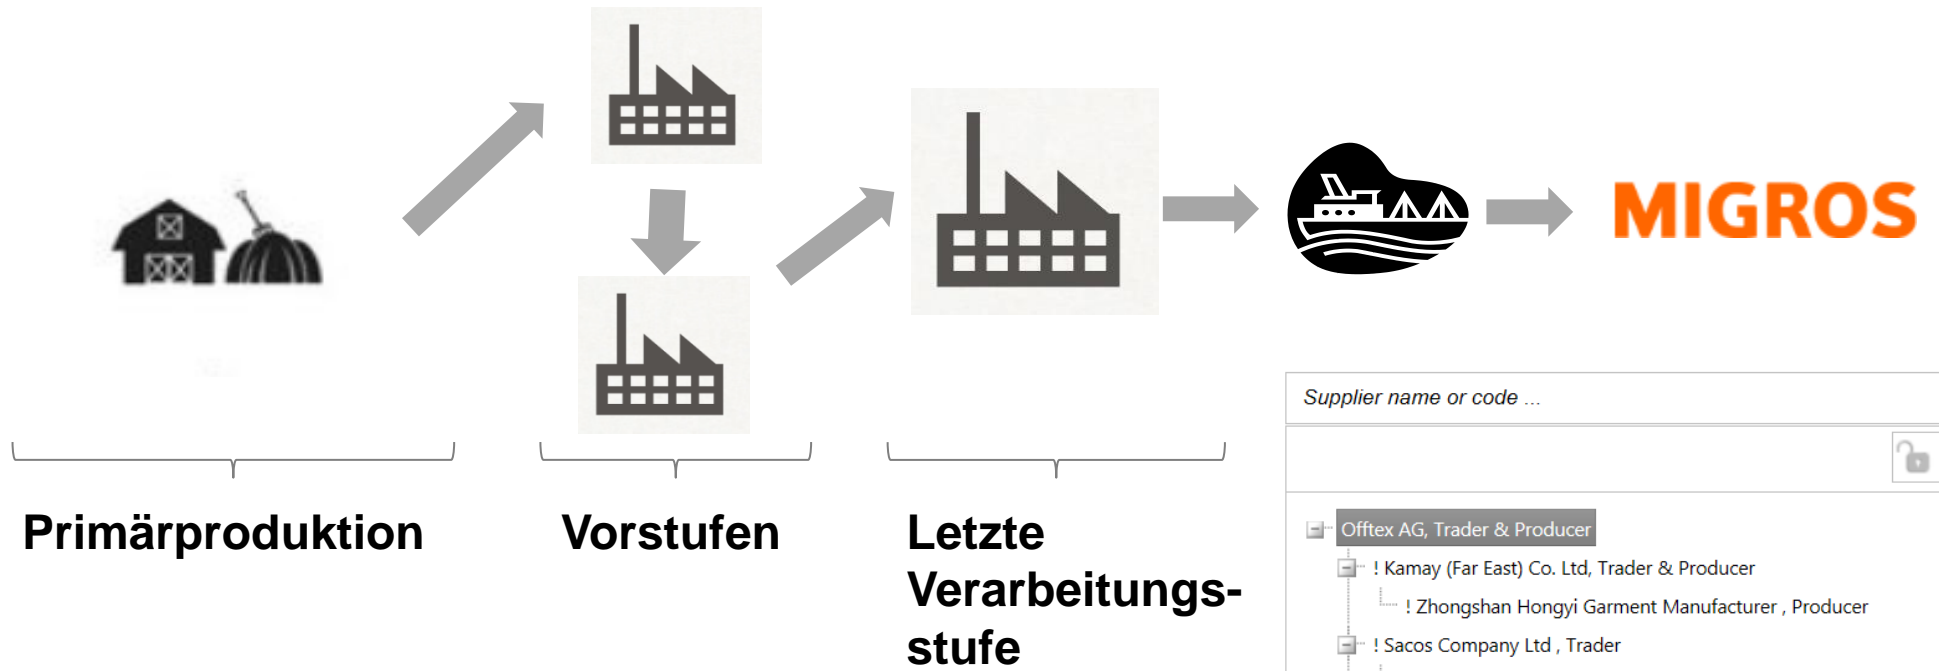 MIGROS
Supplier name or code ...
Primärproduktion
Vorstufen
Letzte
Verarbeitungs-
stufe
Offtex AG, Trader & Producer
! Kamay (Far East) Co. Ltd, Trader & Producer
! Zhongshan Hongyi Garment Manufacturer , Producer
! Sacos Company Ltd , Trader